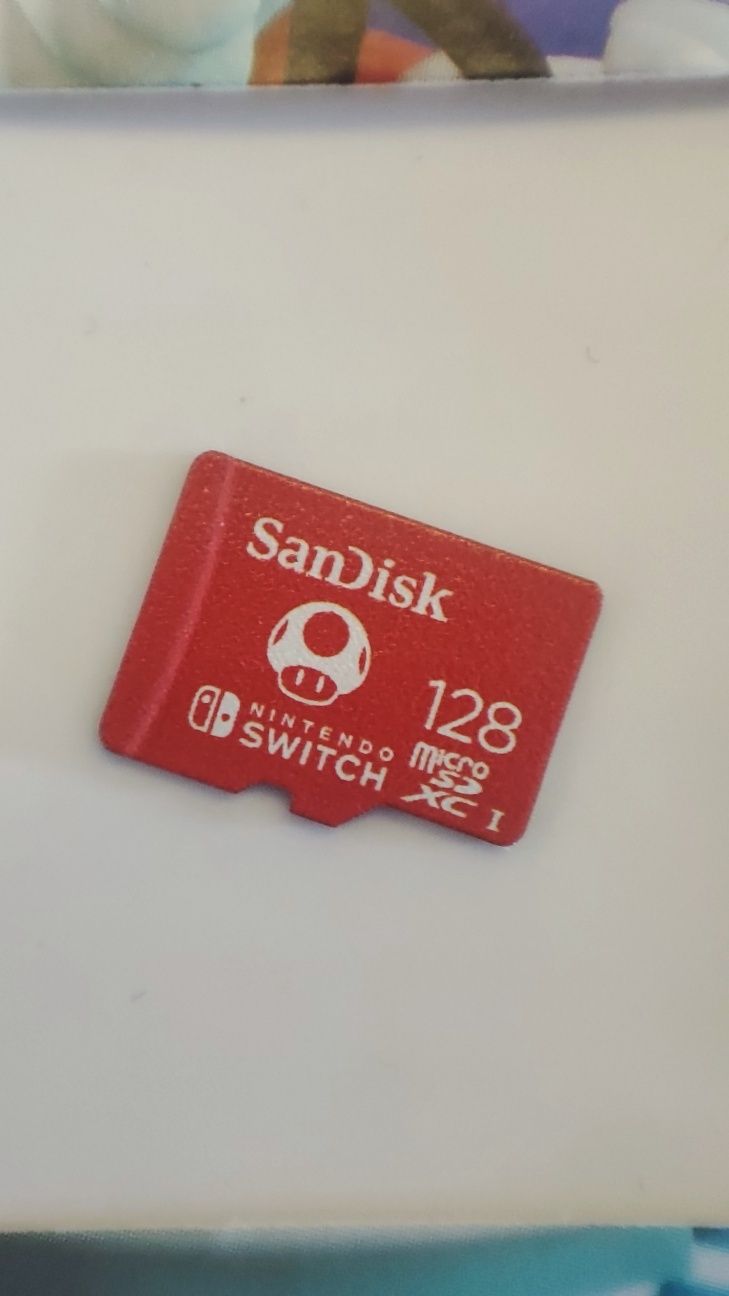 SanDisk
128
NINTENDO
SWITCH
micro
SD
XC I